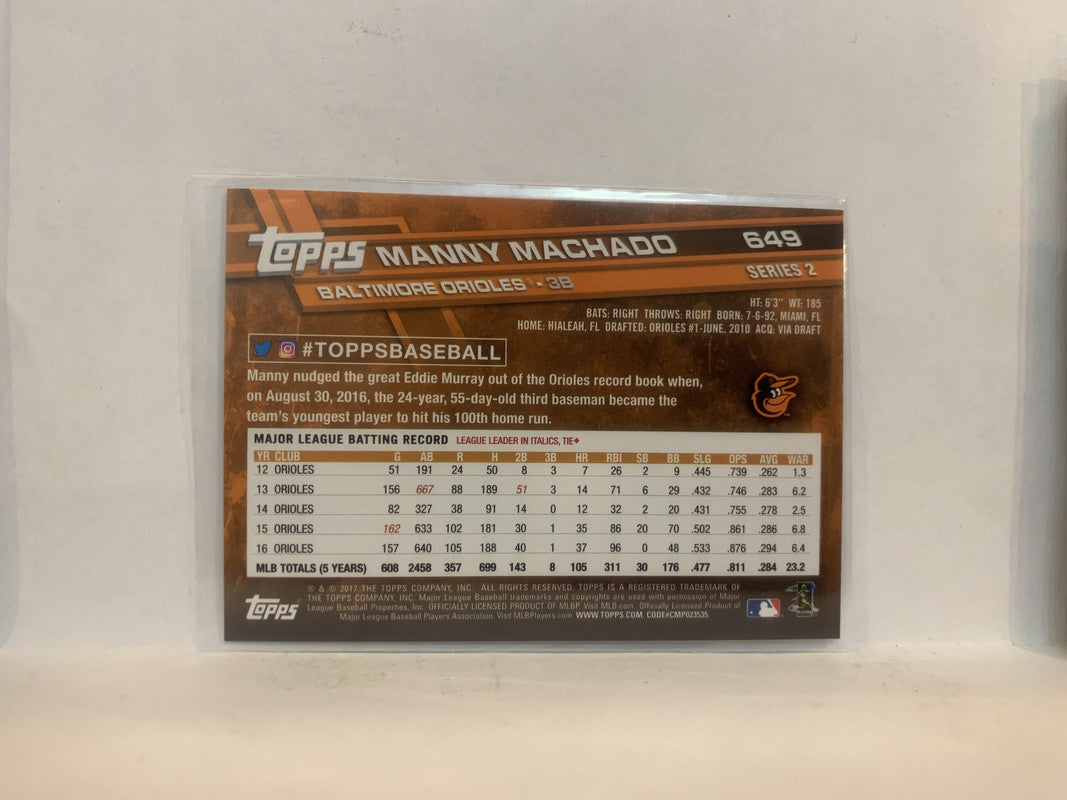 TOPPS MANNY MACHADO 649
BALTIMORE ORIOLES® • 3B SERIES 2
HT: 6'3" WT: 185
BATS: RIGHT THROWS: RIGHT BORN: 7-6-92, MIAMI, FL
HOME: HIALEAH, FL DRAFTED: ORIOLES #1-JUNE, 2010 ACQ: VIA DRAFT
#TOPPSBASEBALL
Manny nudged the great Eddie Murray out of the Orioles record book when,
on August 30, 2016, the 24-year, 55-day-old third baseman became the
team's youngest player to hit his 100th home run.
MAJOR LEAGUE BATTING RECORD LEAGUE LEADER IN ITALICS, TIE♦
YR CLUB G AB R H 2B 3B HR RBI SB BB SLG OPS AVG WAR
12 ORIOLES 51 191 24 50 8 3 7 26 2 9 .445 .739 .262 1.3
13 ORIOLES 156 667 88 189 51 3 14 71 6 29 .432 .746 .283 6.2
14 ORIOLES 82 327 38 91 14 0 12 32 2 20 .431 .755 .278 2.5
15 ORIOLES 162 633 102 181 30 1 35 86 20 70 .502 .861 .286 6.8
16 ORIOLES 157 640 105 188 40 1 37 96 0 48 .533 .876 .294 6.4
MLB TOTALS (5 YEARS) 608 2458 357 699 143 8 105 311 30 176 .477 .811 .284 23.2
® & © 2017 THE TOPPS COMPANY, INC. ALL RIGHTS RESERVED. TOPPS IS A REGISTERED TRADEMARK OF
THE TOPPS COMPANY, INC. Major League Baseball trademarks and copyrights are used with permission of Major
League Baseball Properties, Inc. OFFICIALLY LICENSED PRODUCT OF MLBP. Visit MLB.com. Officially Licensed Product of
Major League Baseball Players Association. Visit MLBPlayers.com. WWW.TOPPS.COM. CODE#CMP023535.
TOPPS